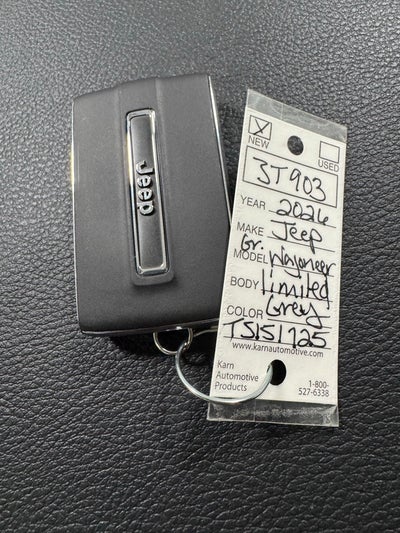 Jeep
NEW
USED
3T903
YEAR 2026
MAKE Jeep
MODEL Gr. Wagoneer
BODY limited
COLOR Grey
TS151725
www.karnautomotive.com
Karn
Automotive
Products
1-800-
527-6338